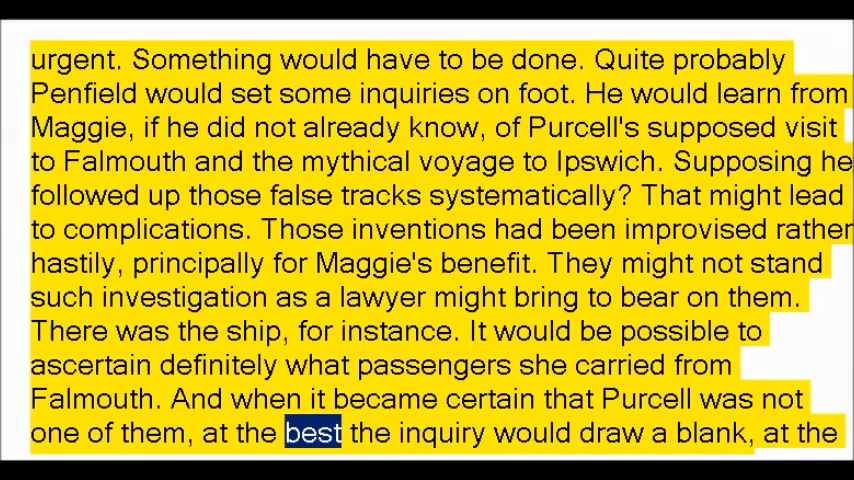 urgent. Something would have to be done. Quite probably
Penfield would set some inquiries on foot. He would learn from
Maggie, if he did not already know, of Purcell's supposed visit
to Falmouth and the mythical voyage to Ipswich. Supposing he
followed up those false tracks systematically? That might lead
to complications. Those inventions had been improvised rather
hastily, principally for Maggie's benefit. They might not stand
such investigation as a lawyer might bring to bear on them.
There was the ship, for instance. It would be possible to
ascertain definitely what passengers she carried from
Falmouth. And when it became certain that Purcell was not
one of them, at the best the inquiry would draw a blank, at the